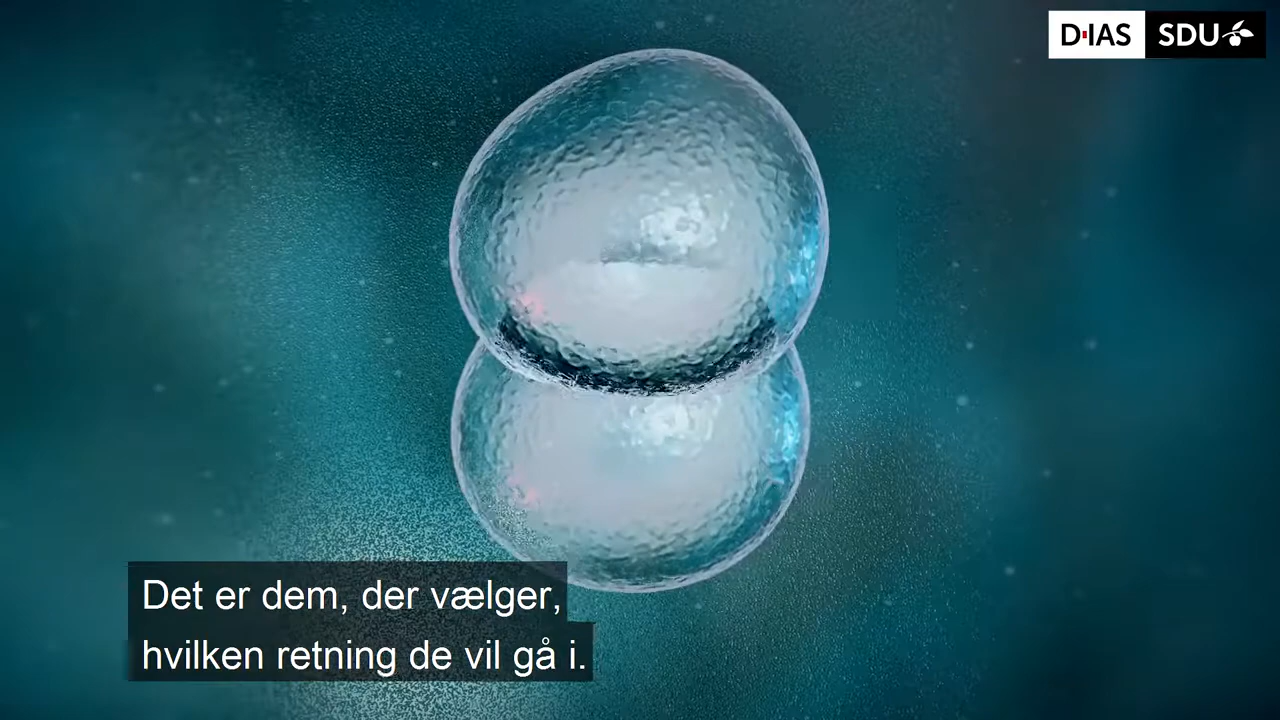 D·IAS SDU
Det er dem, der vælger,
hvilken retning de vil gå i.